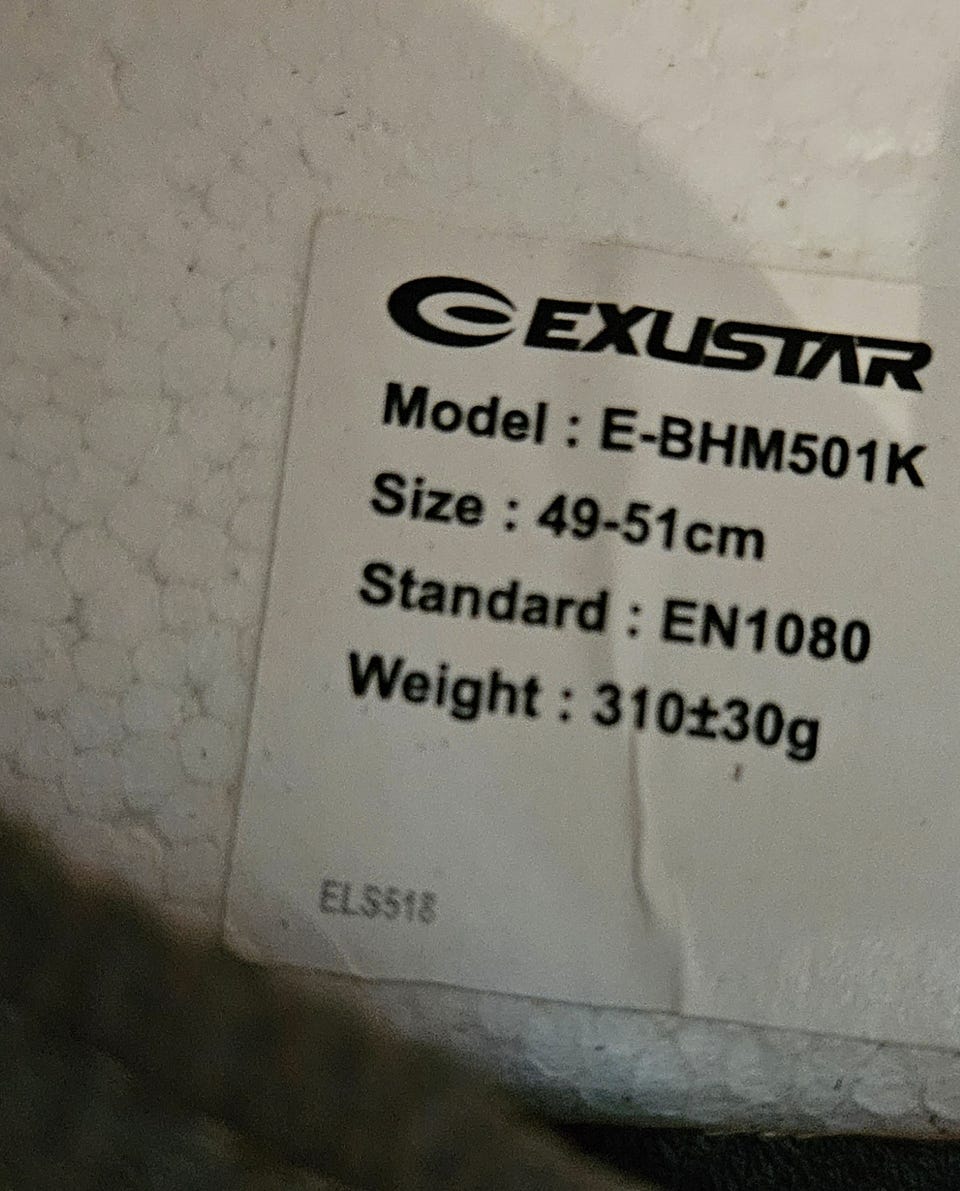 EXUSTAR
Model : E-BHM501K
Size : 49-51cm
Standard : EN1080
Weight : 310±30g
ELS518